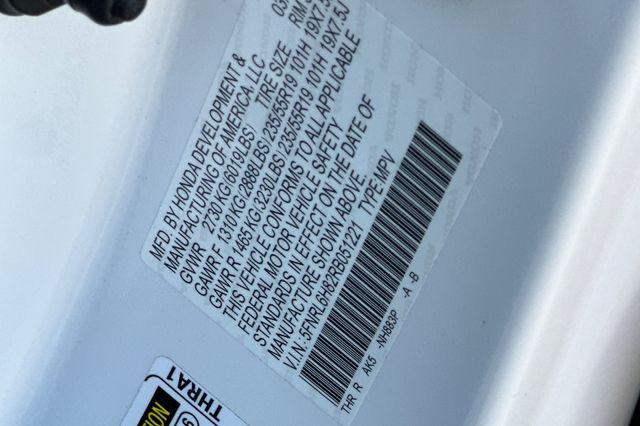 MFD. BY HONDA DEVELOPMENT &
MANUFACTURING OF AMERICA, LLC
GVWR 2730KG(6019LBS) TIRE SIZE RIM
GAWR F 1310KG(2888LBS)235/55R19 101H 19X7.5J
GAWR R 1465KG(3230LBS)235/55R19 101H 19X7.5J
THIS VEHICLE CONFORMS TO ALL APPLICABLE
FEDERAL MOTOR VEHICLE SAFETY
STANDARDS IN EFFECT ON THE DATE OF
MANUFACTURE SHOWN ABOVE.
V.I.N.: TYPE:MPV
THR R AK5 -NH883P -A -B
THRA1